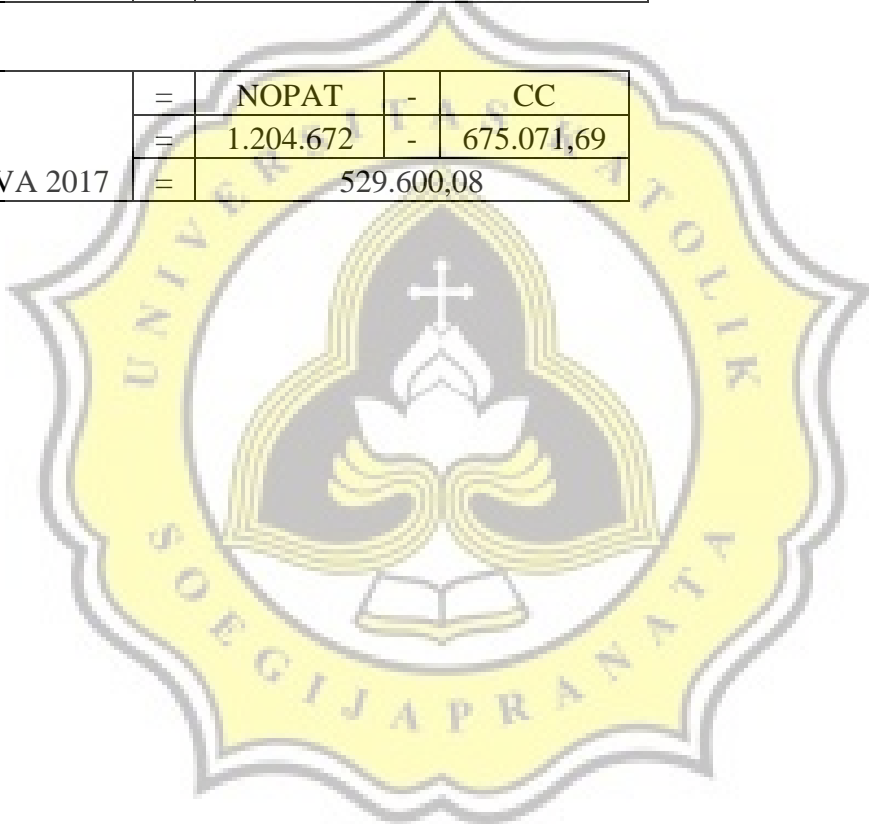 = NOPAT - CC
= 1.204.672 - 675.071,69
VA 2017 = 529.600,08
UNIVERSITAS KATOLIK
SOEGIJAPRANATA